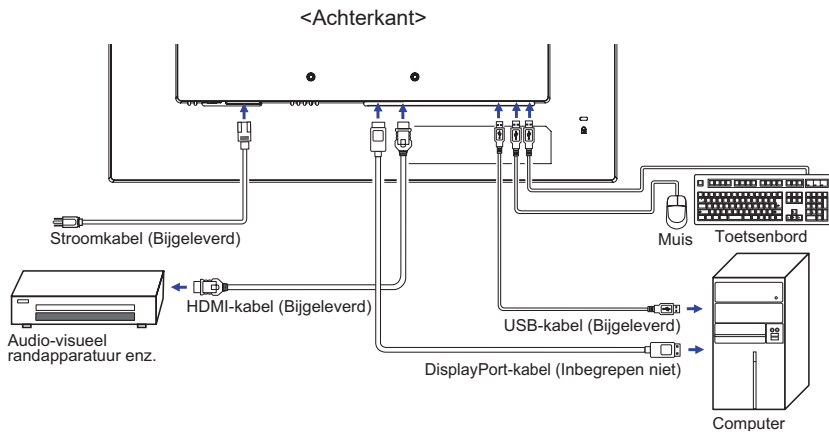 <Achterkant>
Stroomkabel (Bijgeleverd)
Muis
Toetsenbord
HDMI-kabel (Bijgeleverd)
USB-kabel (Bijgeleverd)
Audio-visueel
randapparatuur enz.
DisplayPort-kabel (Inbegrepen niet)
Computer